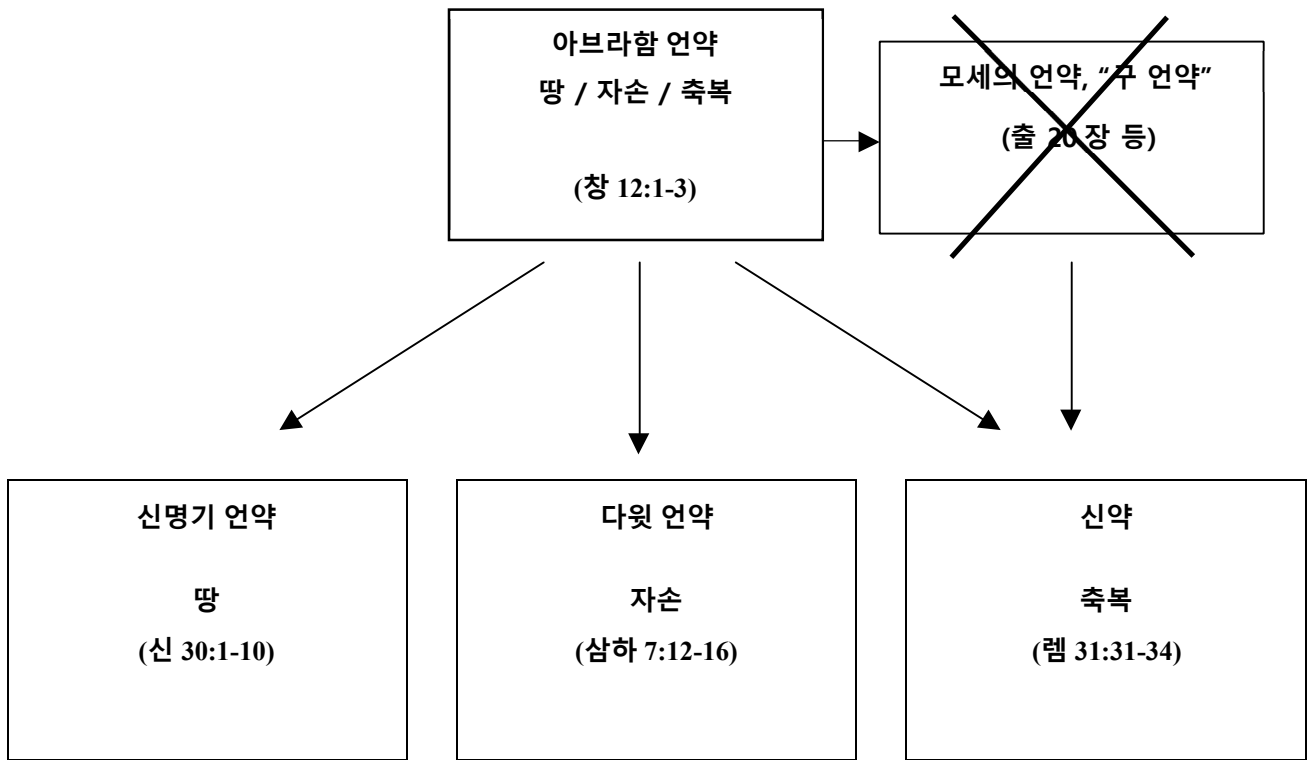 아브라함 언약
땅 / 자손 / 축복
(창 12:1-3)
모세의 언약, “구 언약”
(출 20 장 등)
신명기 언약
땅
(신 30:1-10)
다윗 언약
자손
(삼하 7:12-16)
신약
축복
(렘 31:31-34)